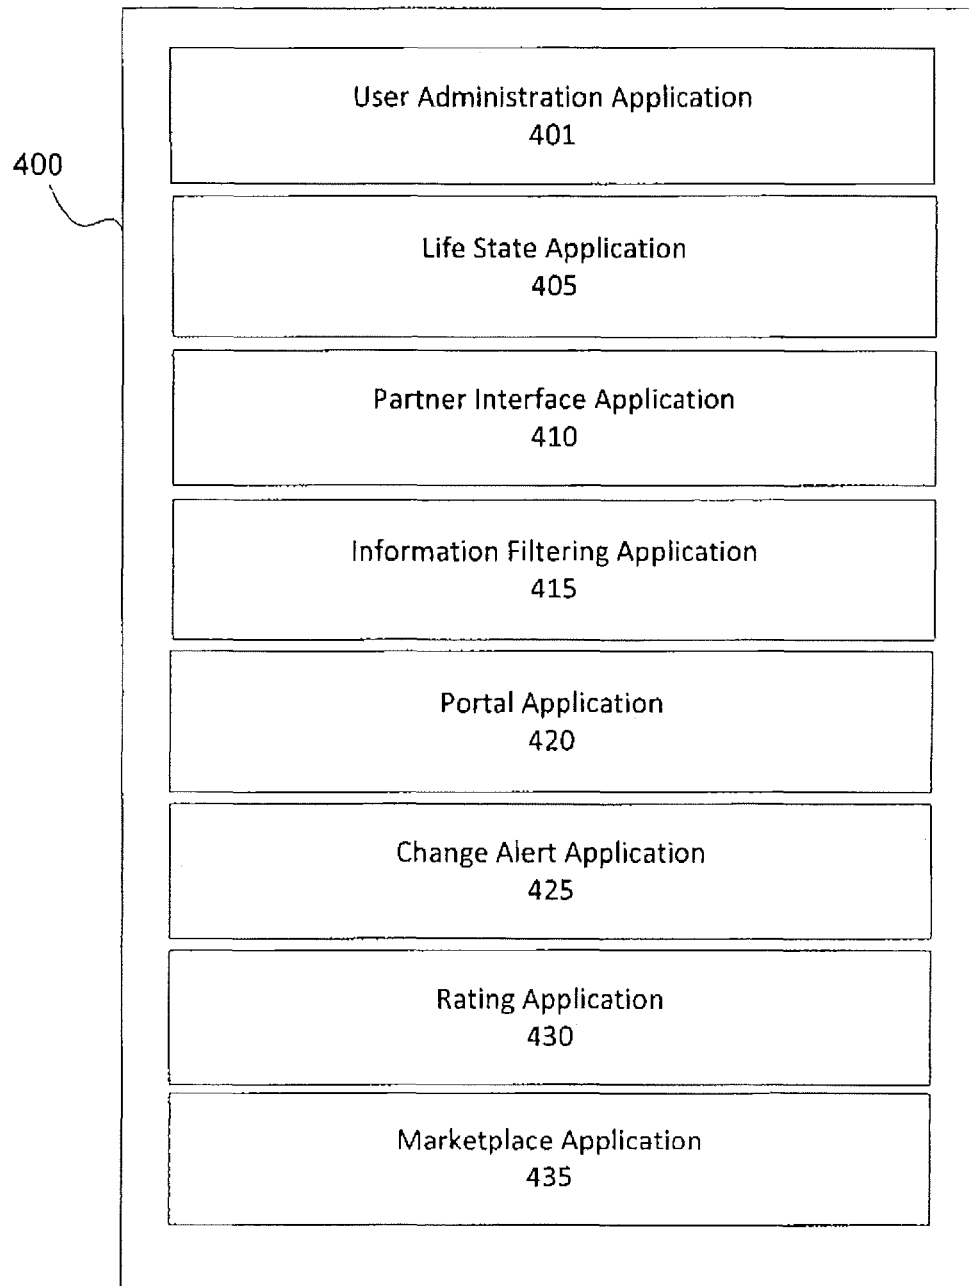 User Administration Application
401
400
Life State Application
405
Partner Interface Application
410
Information Filtering Application
415
Portal Application
420
Change Alert Application
425
Rating Application
430
Marketplace Application
435